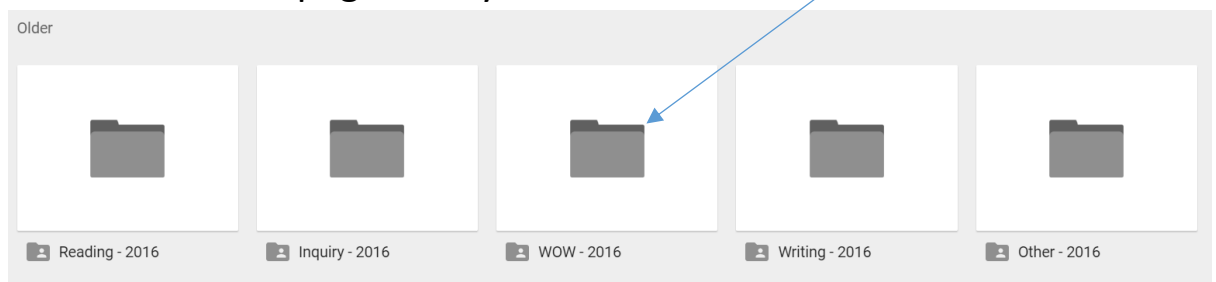 Older
Reading - 2016
Inquiry - 2016
WOW - 2016
Writing - 2016
Other - 2016